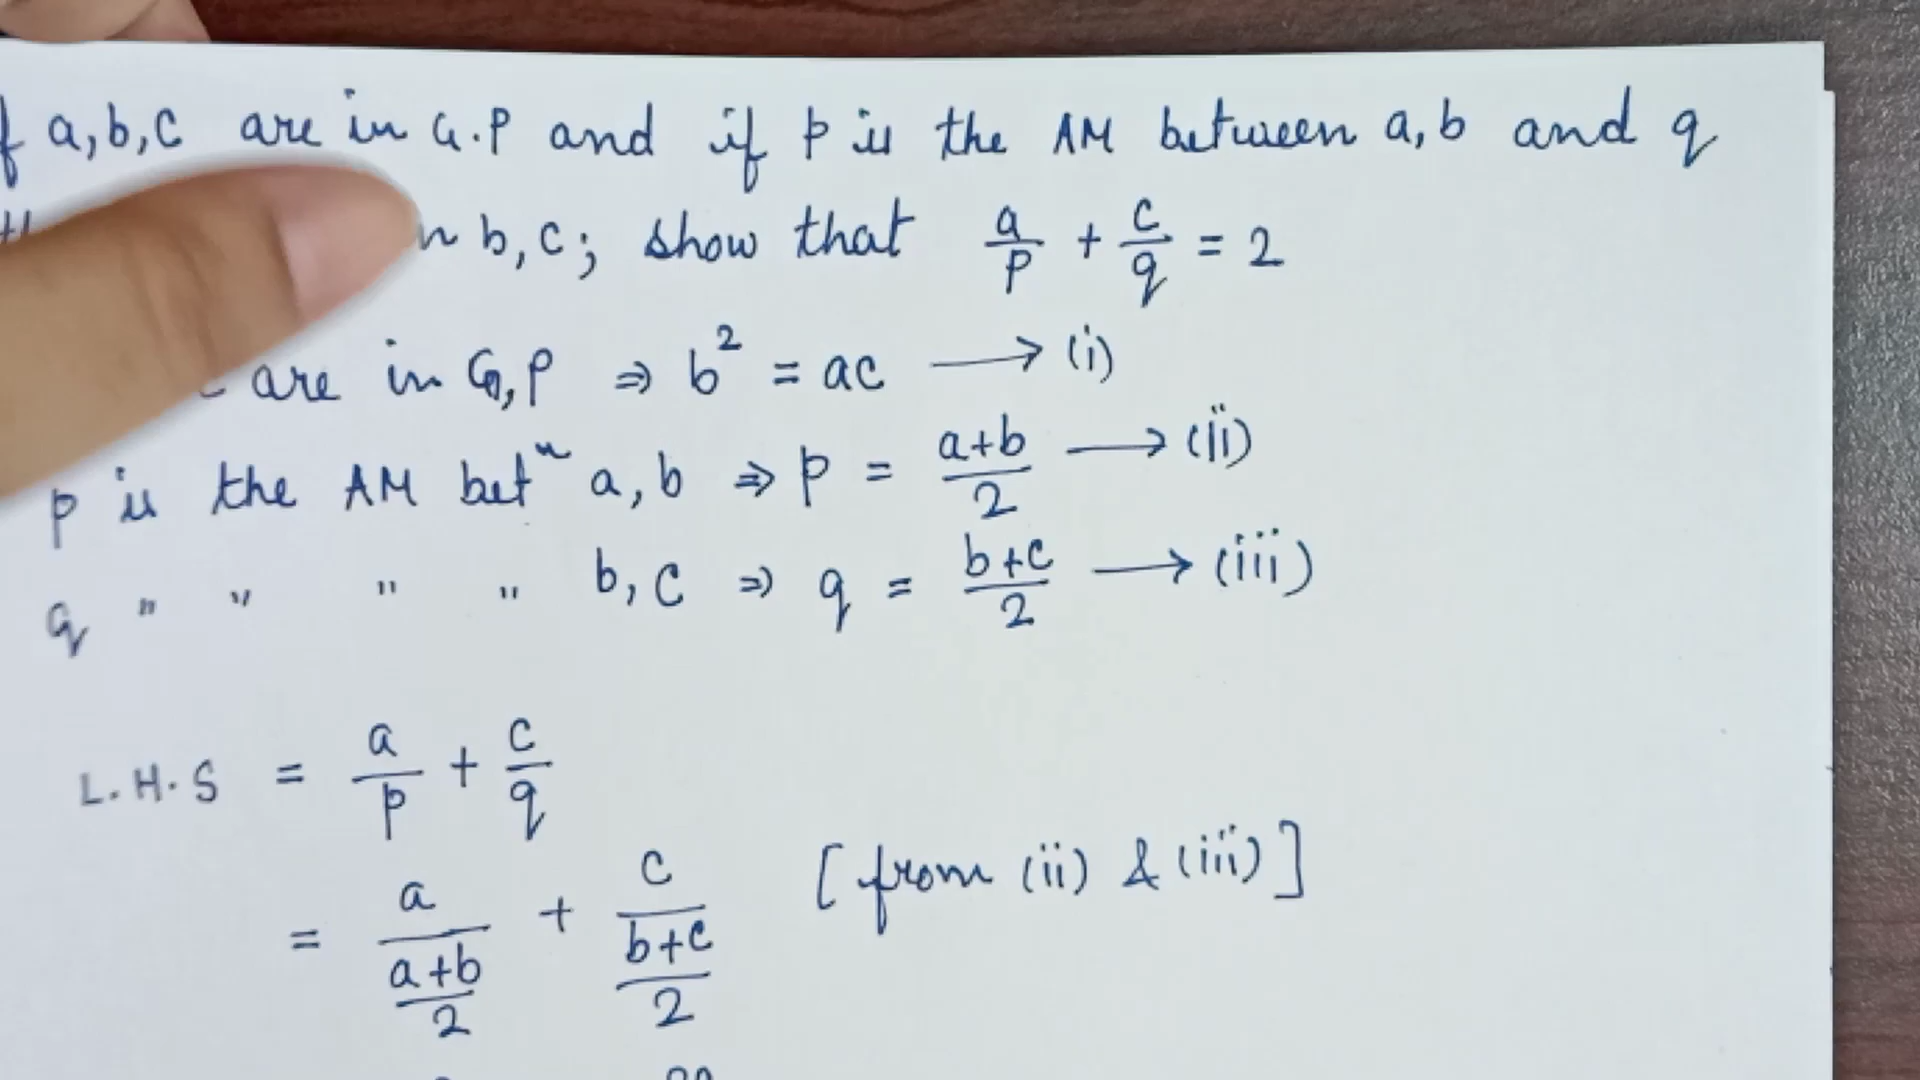 a,b,c are in G.P and if p is the AM between a,b and q
b,c; show that a/p + c/q = 2
are in G.P ⇒ b² = ac ⟶ (i)
p is the AM betⁿ a, b ⇒ p = (a+b)/2 ⟶ (ii)
q " " " " b, c ⇒ q = (b+c)/2 ⟶ (iii)
L.H.S = a/p + c/q
= a/((a+b)/2) + c/((b+c)/2) [from (ii) & (iii)]